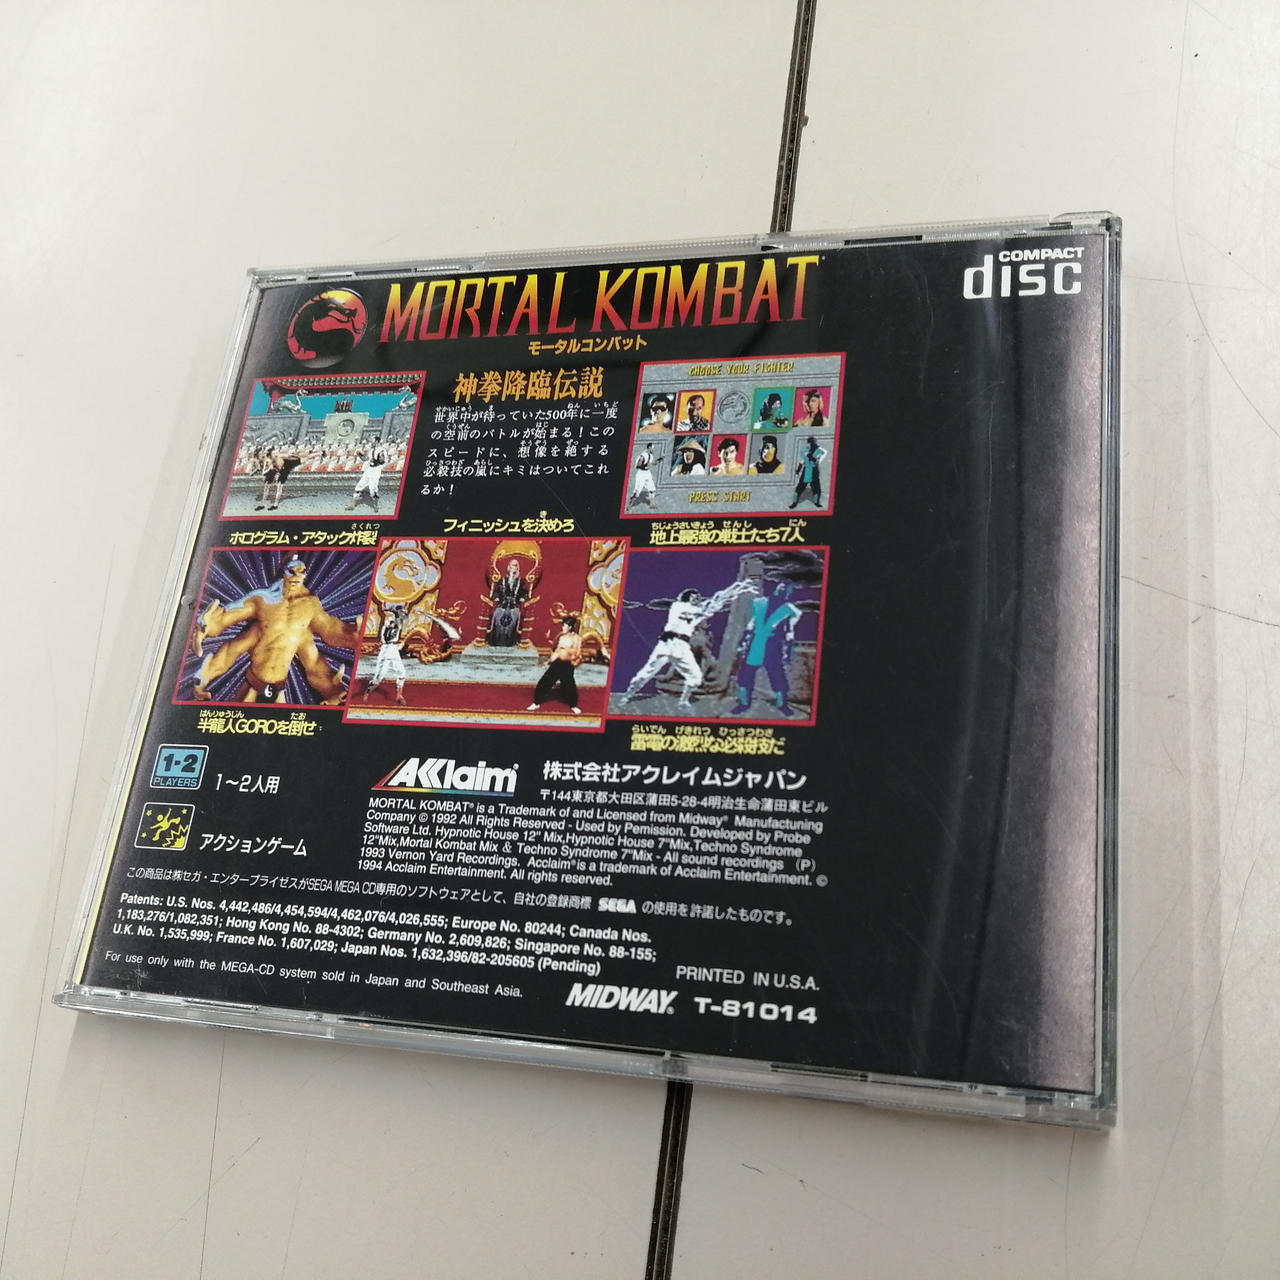 COMPACT
disc
MORTAL KOMBAT
モータルコンバット
神拳降臨伝説
世界中が待っていた500年に一度
の空前のバトルが始まる!この
スピードに、想像を絶する
必殺技の嵐にキミはついてこれ
るか!
CHOOSE YOUR FIGHTER
PRESS START
ホログラム・アタック炸裂
フィニッシュを決めろ
地上最強の戦士たち7人
半龍人GOROを倒せ
雷電の激烈な必殺技だ
1-2
PLAYERS
1〜2人用
アクションゲーム
AKKlaim
株式会社アクレイムジャパン
〒144東京都大田区蒲田5-28-4明治生命蒲田東ビル
MORTAL KOMBAT® is a Trademark of and Licensed from Midway® Manufacturing
Company © 1992 All Rights Reserved - Used by Pemission. Developed by Probe
Software Ltd. Hypnotic House 12" Mix,Hypnotic House 7"Mix,Techno Syndrome
12"Mix,Mortal Kombat Mix & Techno Syndrome 7"Mix - All sound recordings (P)
1993 Vernon Yard Recordings. Acclaim® is a trademark of Acclaim Entertainment. ©
1994 Acclaim Entertainment. All rights reserved.
この商品は㈱セガ・エンタープライゼスがSEGA MEGA CD専用のソフトウェアとして、自社の登録商標 SEGA の使用を許諾したものです。
Patents: U.S. Nos. 4,442,486/4,454,594/4,462,076/4,026,555; Europe No. 80244; Canada Nos.
1,183,276/1,082,351; Hong Kong No. 88-4302; Germany No. 2,609,826; Singapore No. 88-155;
U.K. No. 1,535,999; France No. 1,607,029; Japan Nos. 1,632,396/82-205605 (Pending)
For use only with the MEGA-CD system sold in Japan and Southeast Asia.
PRINTED IN U.S.A.
MIDWAY® T-81014